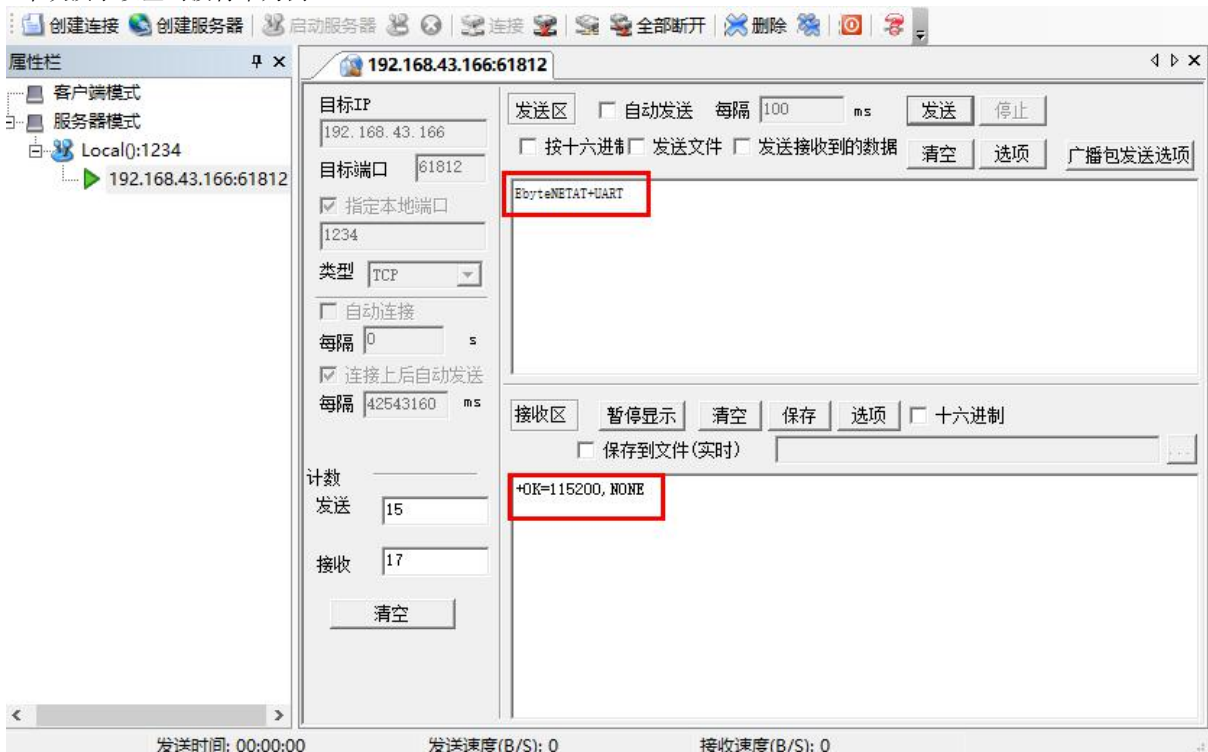 创建连接 创建服务器 启动服务器 连接 全部断开 删除
属性栏
客户端模式
服务器模式
Local():1234
192.168.43.166:61812
192.168.43.166:61812
目标IP
192.168.43.166
目标端口 61812
指定本地端口
1234
类型 TCP
自动连接
每隔 0 s
连接上后自动发送
每隔 42543160 ms
计数
发送 15
接收 17
清空
发送区 自动发送 每隔 100 ms 发送 停止
按十六进制 发送文件 发送接收到的数据 清空 选项 广播包发送选项
EbyteNETAT+UART
接收区 暂停显示 清空 保存 选项 十六进制
保存到文件(实时) ...
+OK=115200,NONE
发送时间: 00:00:00 发送速度(B/S): 0 接收速度(B/S): 0